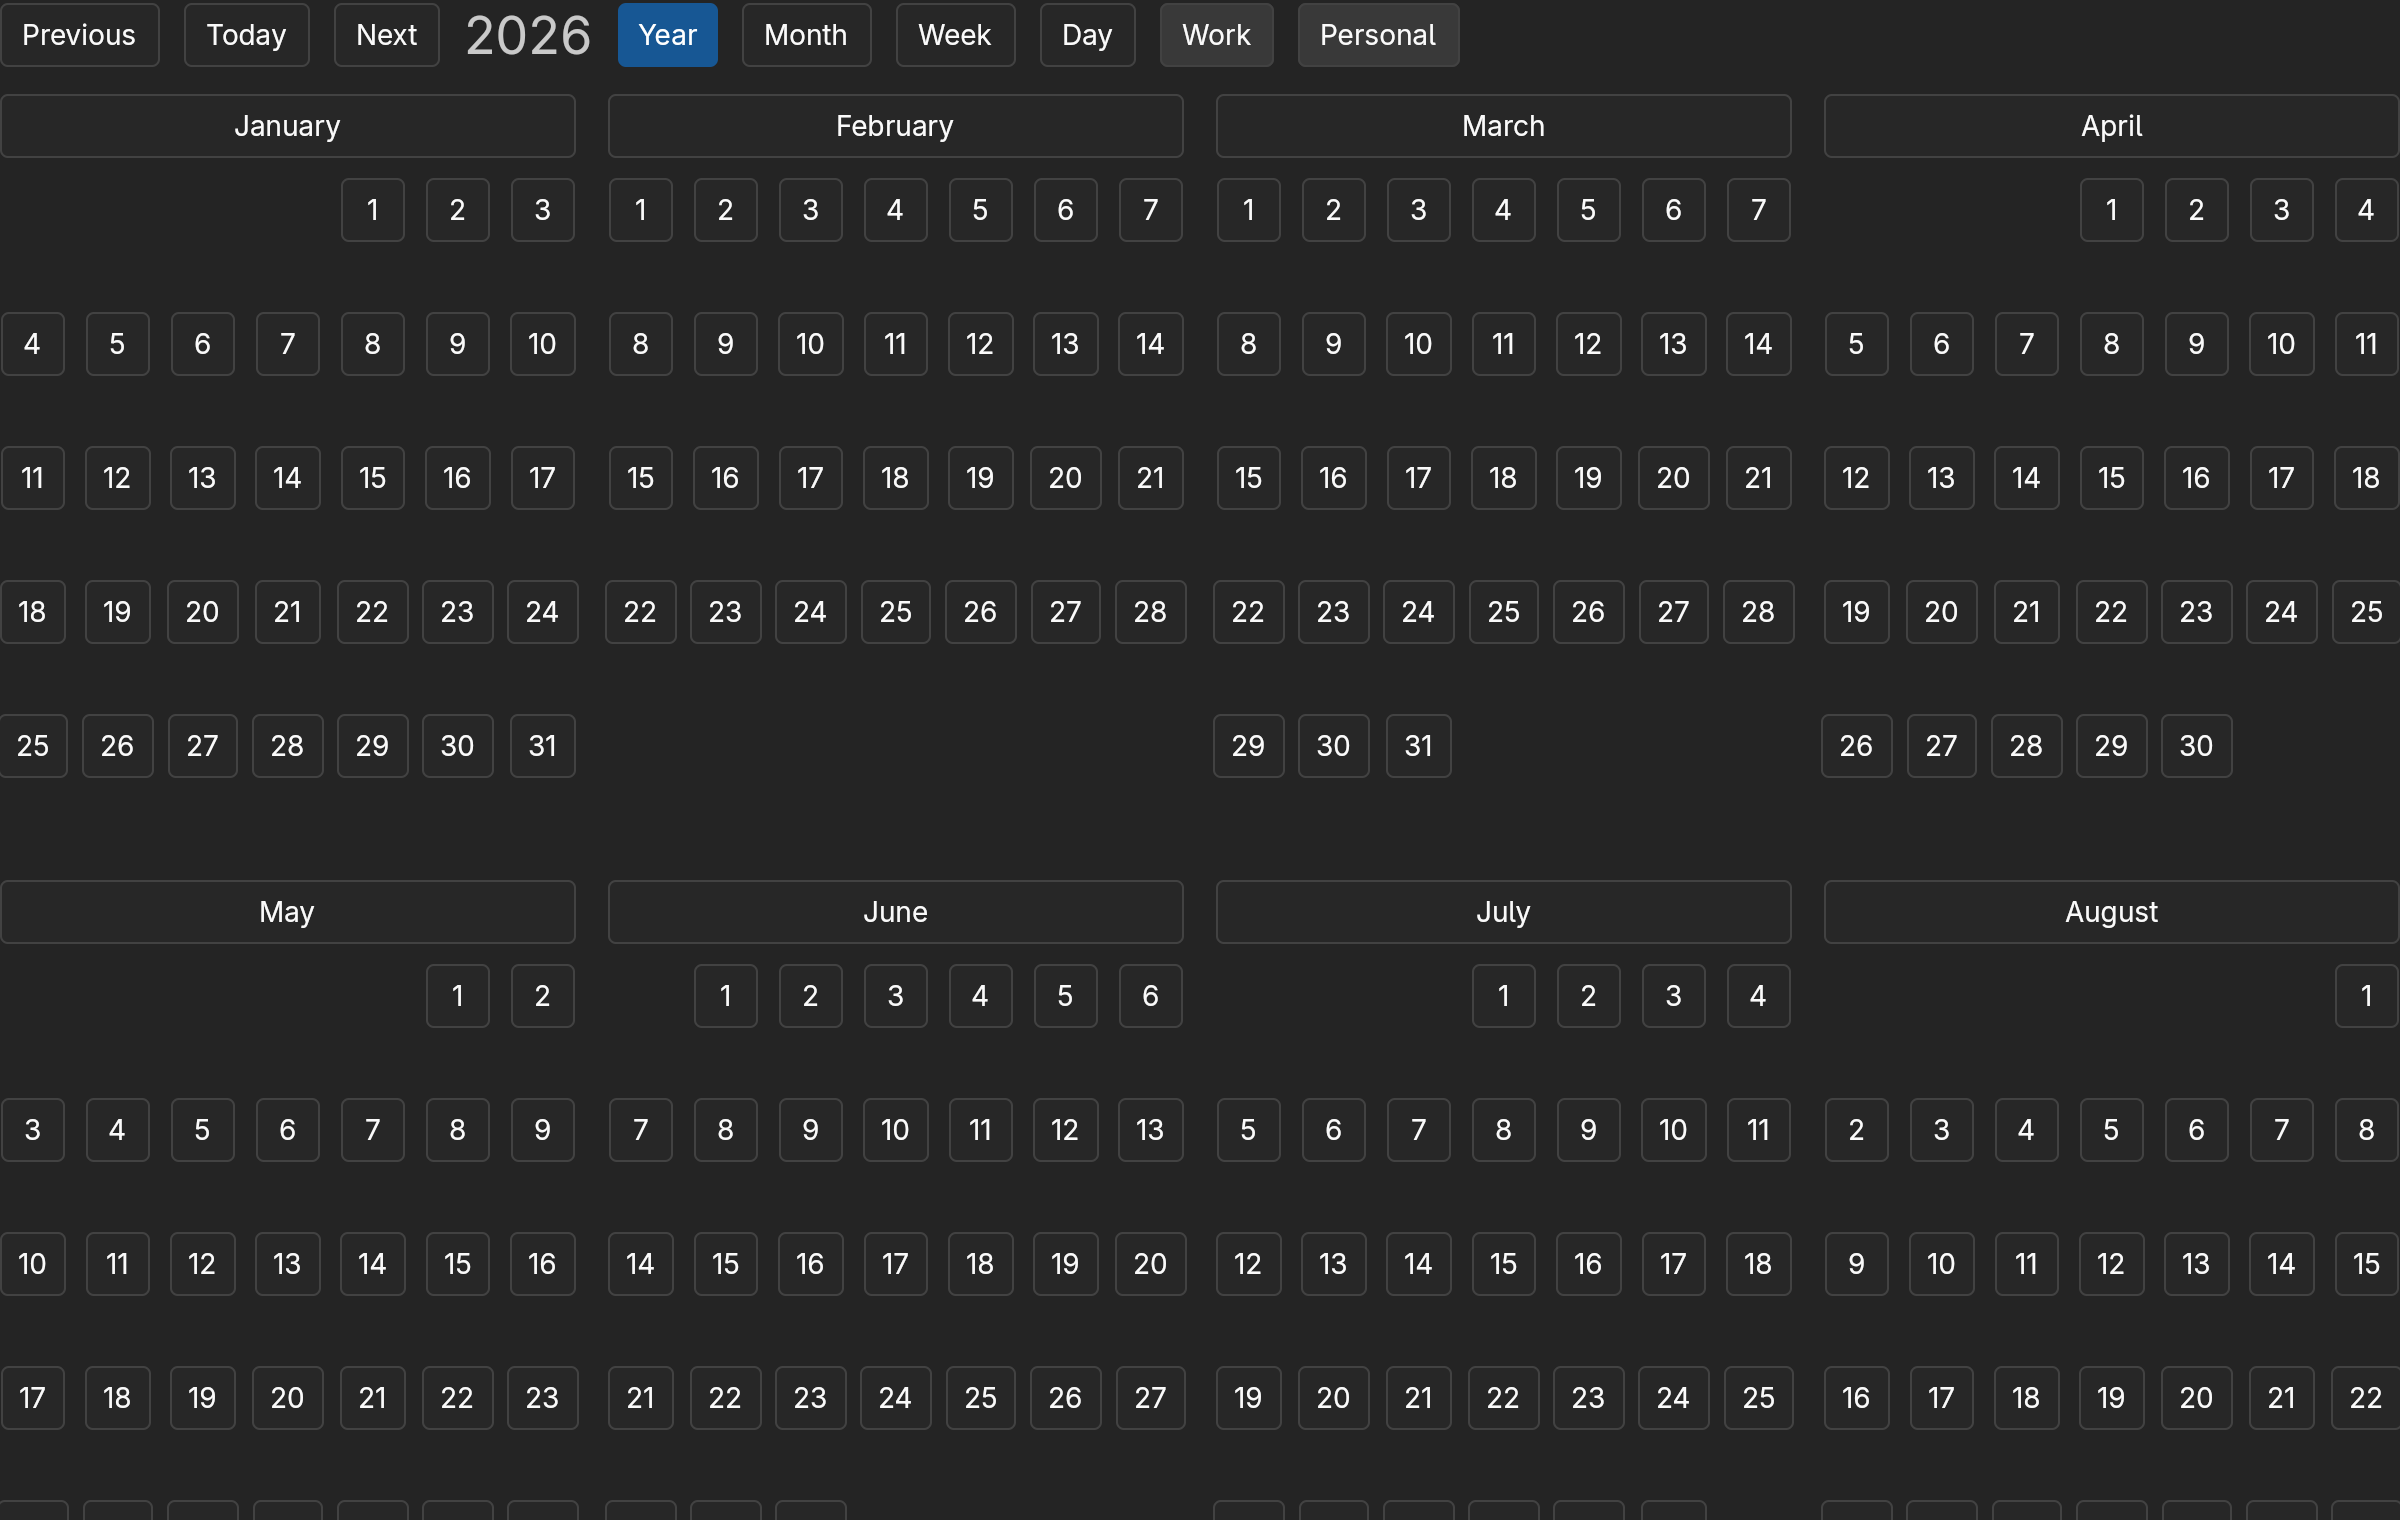 Previous Today Next 2026 Year Month Week Day Work Personal
January February March April
1 2 3 1 2 3 4 5 6 7 1 2 3 4 5 6 7 1 2 3 4
4 5 6 7 8 9 10 8 9 10 11 12 13 14 8 9 10 11 12 13 14 5 6 7 8 9 10 11
11 12 13 14 15 16 17 15 16 17 18 19 20 21 15 16 17 18 19 20 21 12 13 14 15 16 17 18
18 19 20 21 22 23 24 22 23 24 25 26 27 28 22 23 24 25 26 27 28 19 20 21 22 23 24 25
25 26 27 28 29 30 31 29 30 31 26 27 28 29 30
May June July August
1 2 1 2 3 4 5 6 1 2 3 4 1
3 4 5 6 7 8 9 7 8 9 10 11 12 13 5 6 7 8 9 10 11 2 3 4 5 6 7 8
10 11 12 13 14 15 16 14 15 16 17 18 19 20 12 13 14 15 16 17 18 9 10 11 12 13 14 15
17 18 19 20 21 22 23 21 22 23 24 25 26 27 19 20 21 22 23 24 25 16 17 18 19 20 21 22